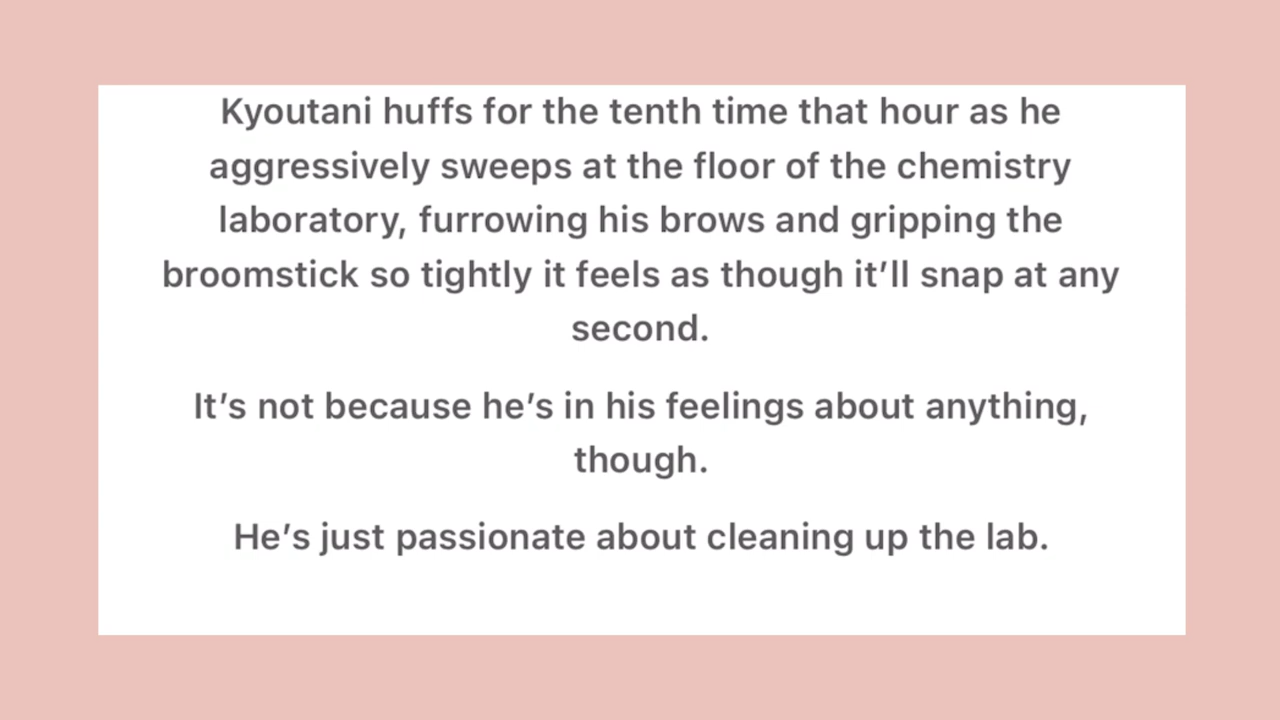 Kyoutani huffs for the tenth time that hour as he
aggressively sweeps at the floor of the chemistry
laboratory, furrowing his brows and gripping the
broomstick so tightly it feels as though it’ll snap at any
second.
It’s not because he’s in his feelings about anything,
though.
He’s just passionate about cleaning up the lab.